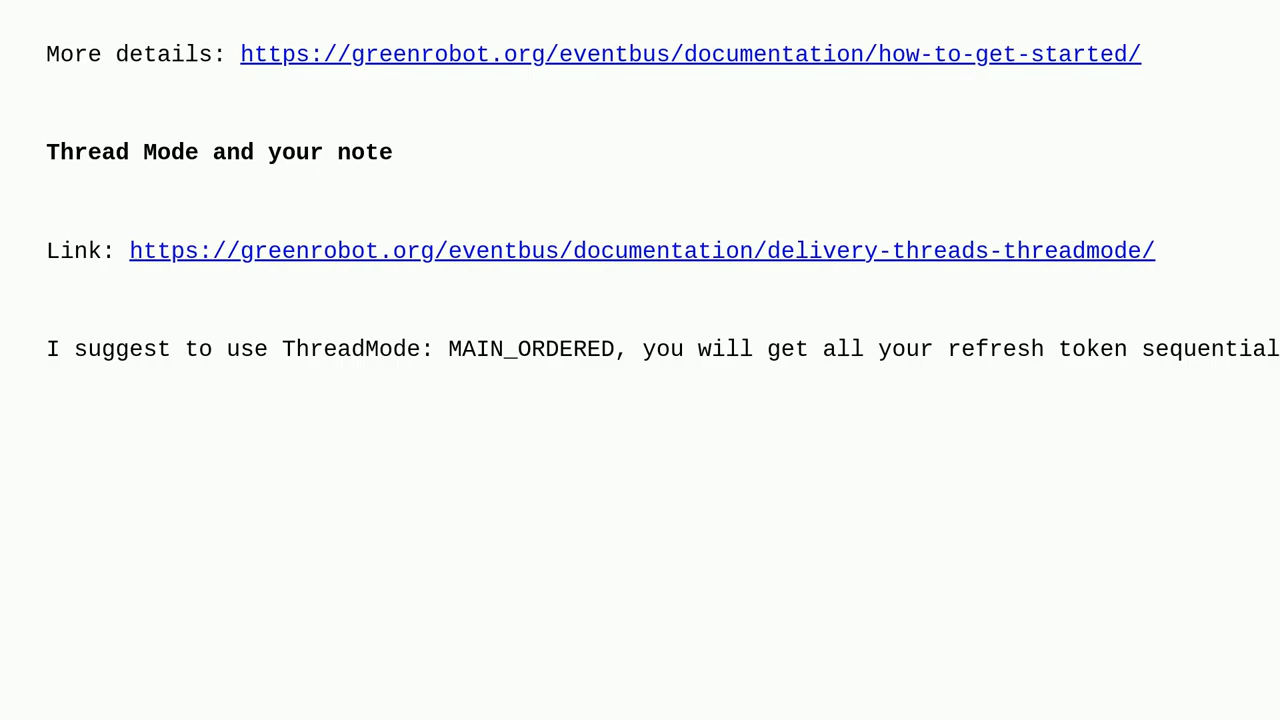 More details: https://greenrobot.org/eventbus/documentation/how-to-get-started/
Thread Mode and your note
Link: https://greenrobot.org/eventbus/documentation/delivery-threads-threadmode/
I suggest to use ThreadMode: MAIN_ORDERED, you will get all your refresh token sequential